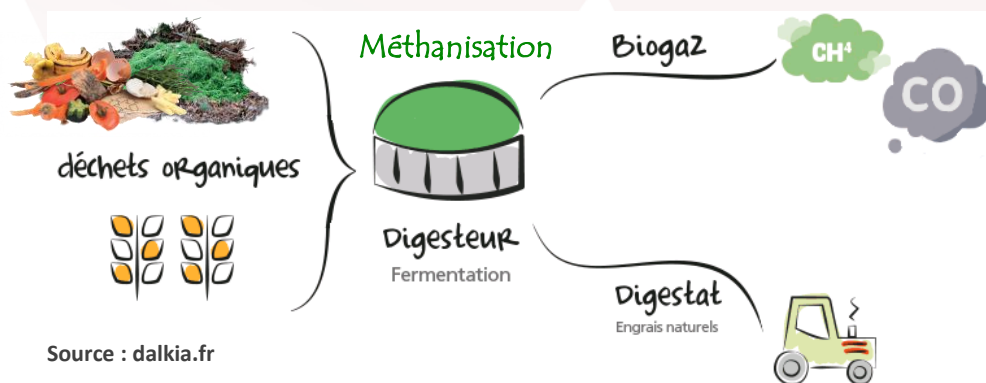 Méthanisation
Biogaz
CH⁴
CO
déchets organiques
Digesteur
Fermentation
Digestat
Engrais naturels
Source : dalkia.fr